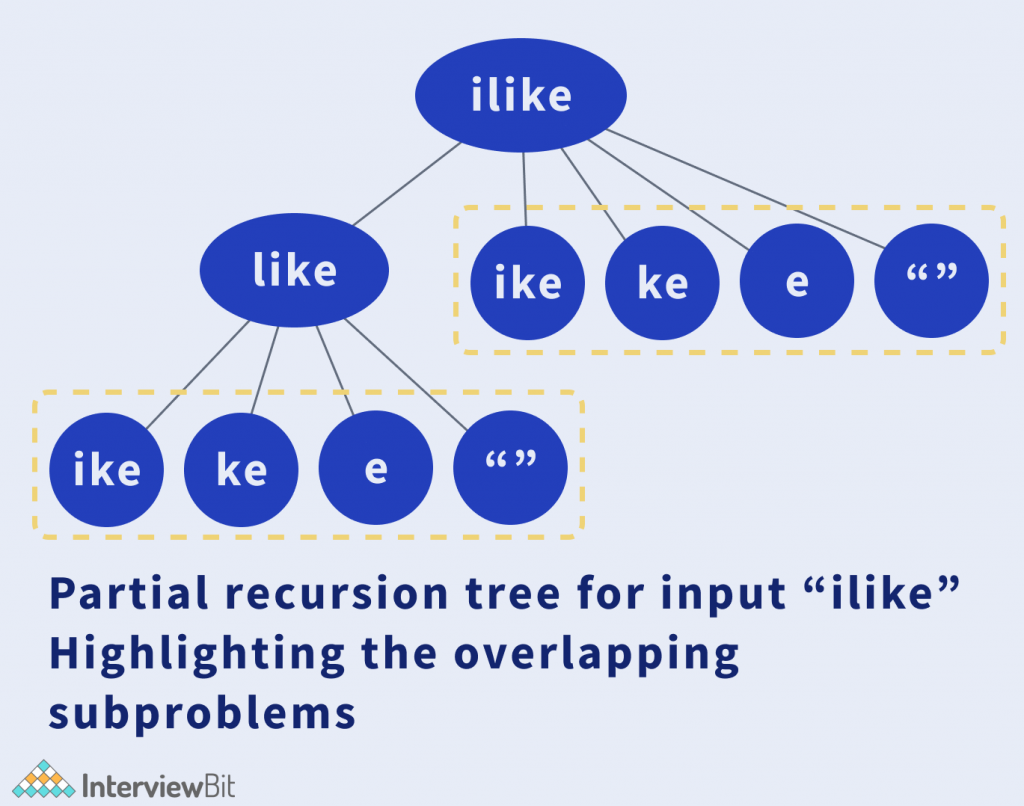 ilike
like
ike
ke
e
“”
ike
ke
e
“”
Partial recursion tree for input “ilike”
Highlighting the overlapping
subproblems
InterviewBit